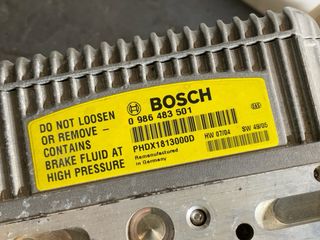 DO NOT LOOSEN
OR REMOVE -
CONTAINS
BRAKE FLUID AT
HIGH PRESSURE
BOSCH
0 986 483 501
PHDX1813000D
HW 07/04 SW 49/05
Remanufactured
in Germany